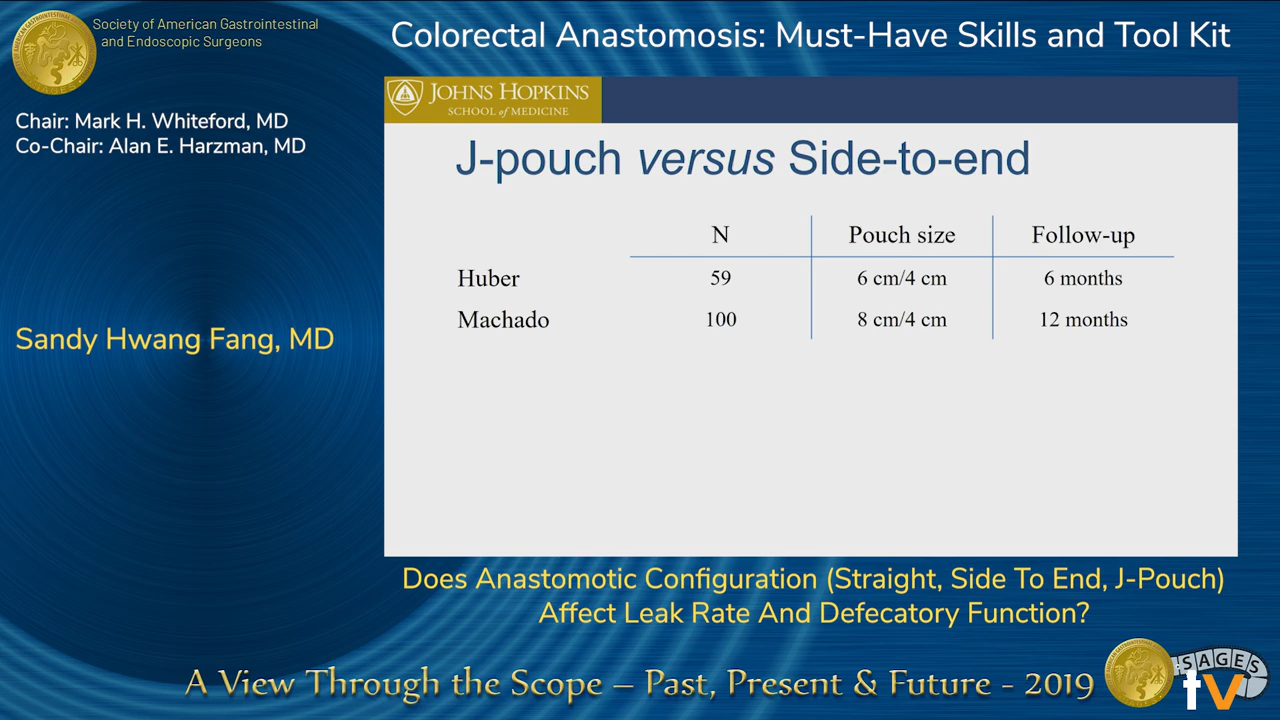 Society of American Gastrointestinal
and Endoscopic Surgeons
Colorectal Anastomosis: Must-Have Skills and Tool Kit
Chair: Mark H. Whiteford, MD
Co-Chair: Alan E. Harzman, MD
Sandy Hwang Fang, MD
JOHNS HOPKINS
SCHOOL of MEDICINE
J-pouch versus Side-to-end
N Pouch size Follow-up
Huber 59 6 cm/4 cm 6 months
Machado 100 8 cm/4 cm 12 months
Does Anastomotic Configuration (Straight, Side To End, J-Pouch)
Affect Leak Rate And Defecatory Function?
A View Through the Scope – Past, Present & Future - 2019
SAGES
tv